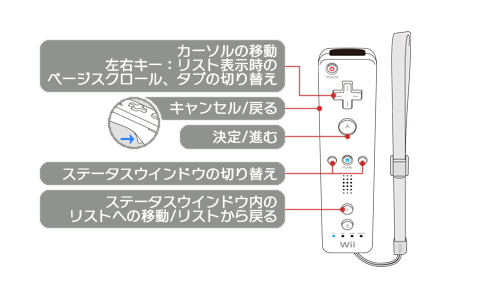 カーソルの移動
左右キー：リスト表示時の
ページスクロール、タブの切り替え
キャンセル/戻る
決定/進む
ステータスウインドウの切り替え
ステータスウインドウ内の
リストへの移動/リストから戻る
POWER
A
HOME
1
2
Wii